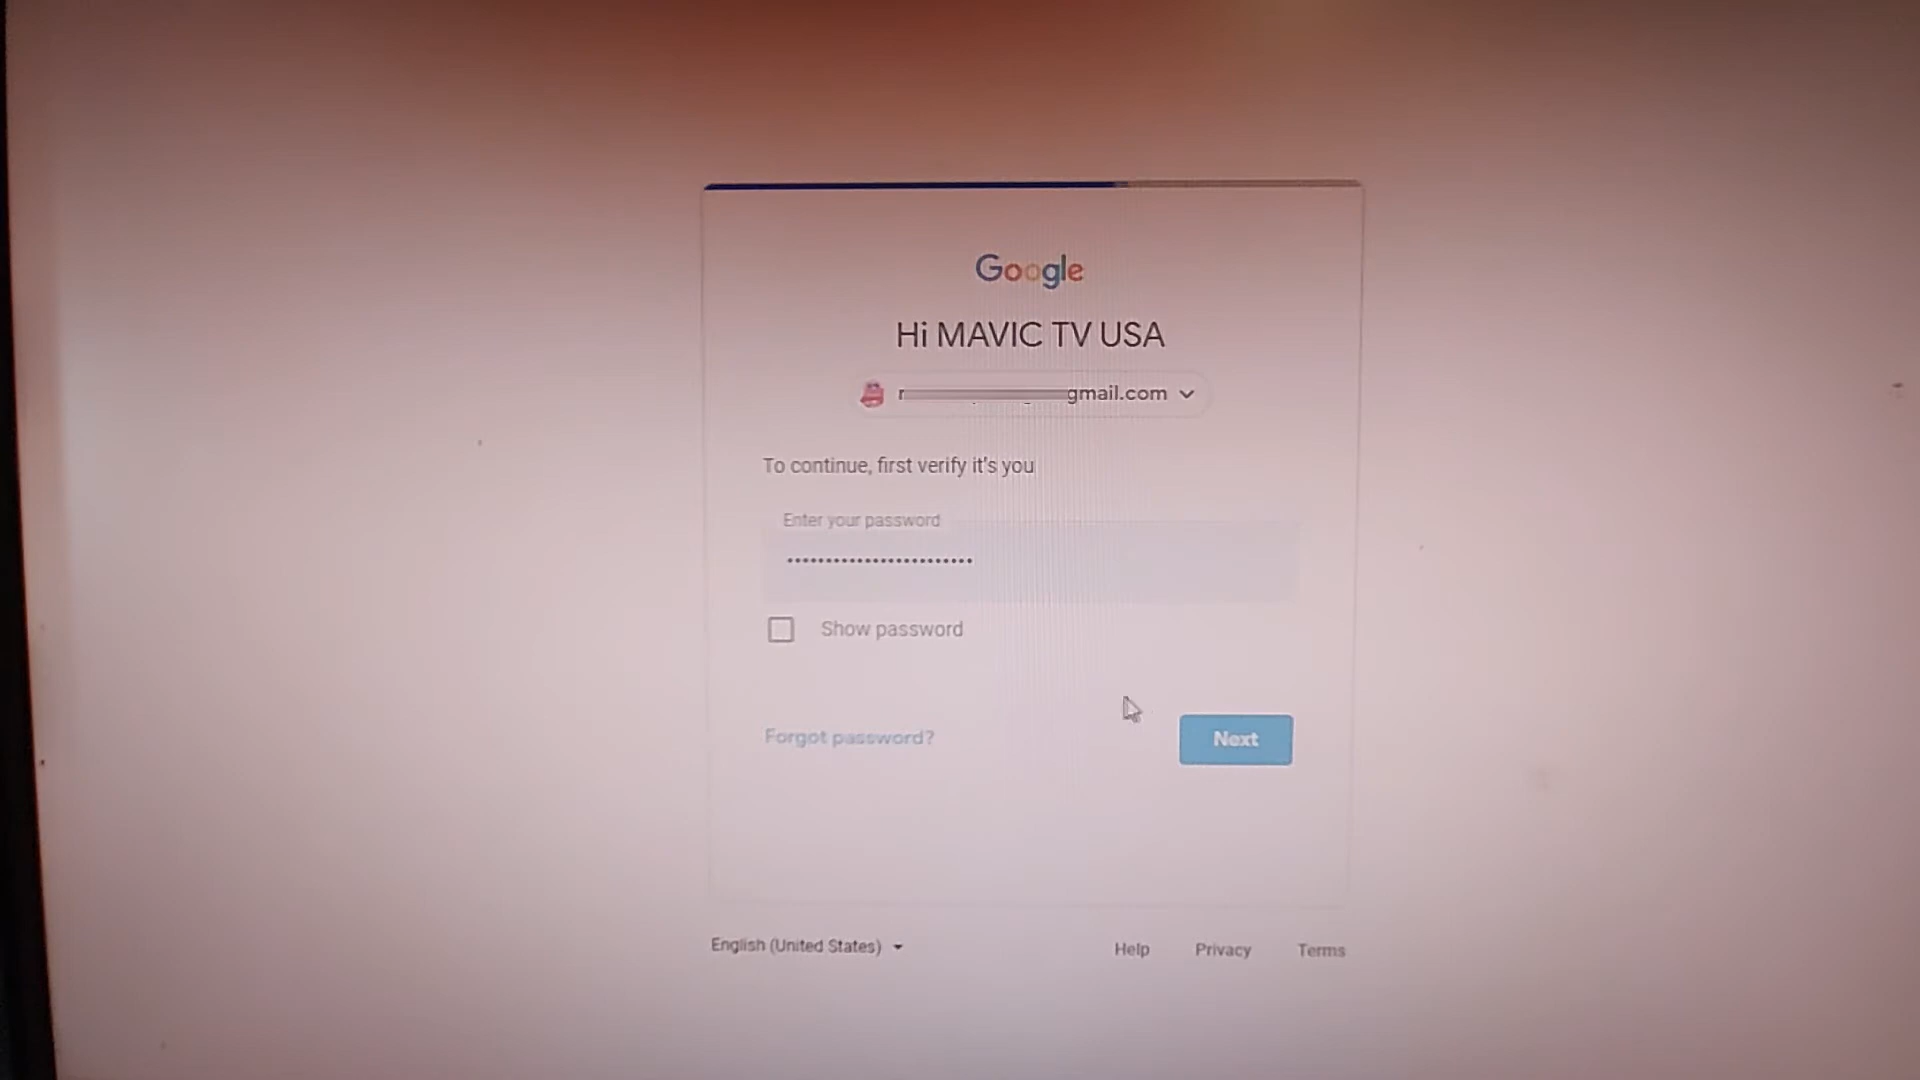 Google
Hi MAVIC TV USA
gmail.com
To continue, first verify it's you
Enter your password
Show password
Forgot password?
Next
English (United States)
Help Privacy Terms